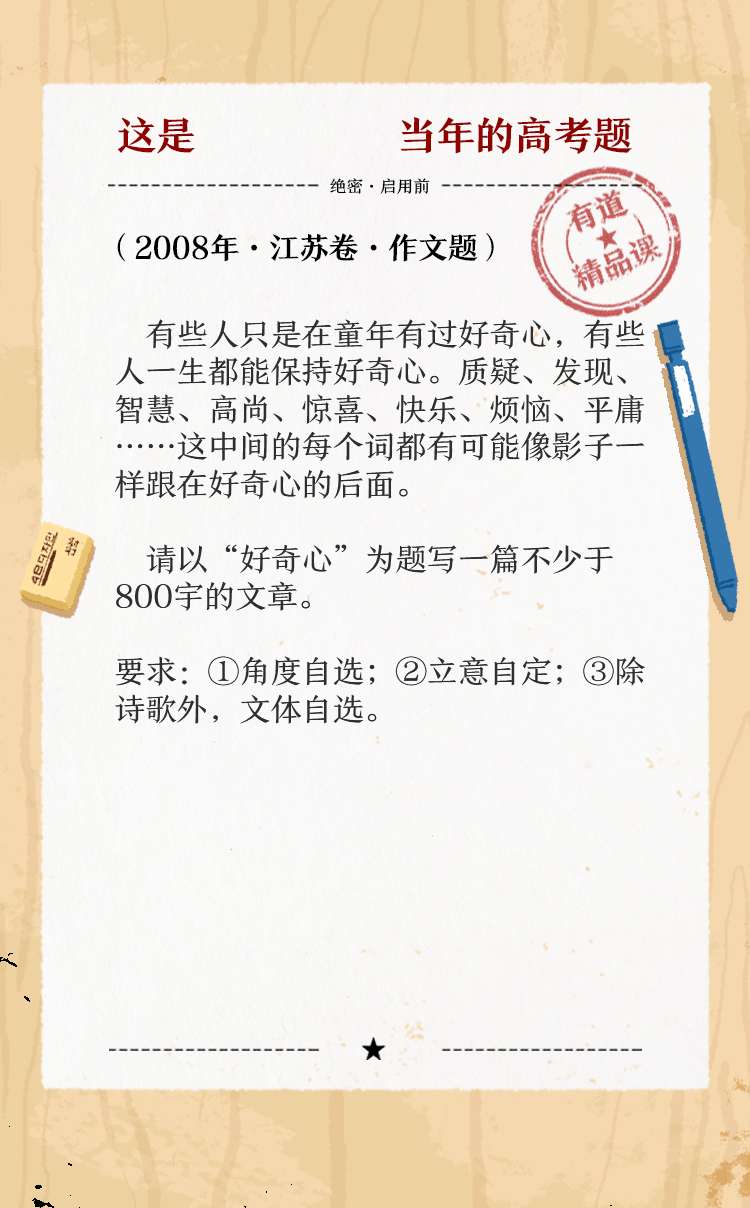 这是 当年的高考题
绝密·启用前
有道
精品课
（2008年·江苏卷·作文题）
有些人只是在童年有过好奇心，有些
人一生都能保持好奇心。质疑、发现、
智慧、高尚、惊喜、快乐、烦恼、平庸
……这中间的每个词都有可能像影子一
样跟在好奇心的后面。
请以“好奇心”为题写一篇不少于
800字的文章。
要求：①角度自选；②立意自定；③除
诗歌外，文体自选。